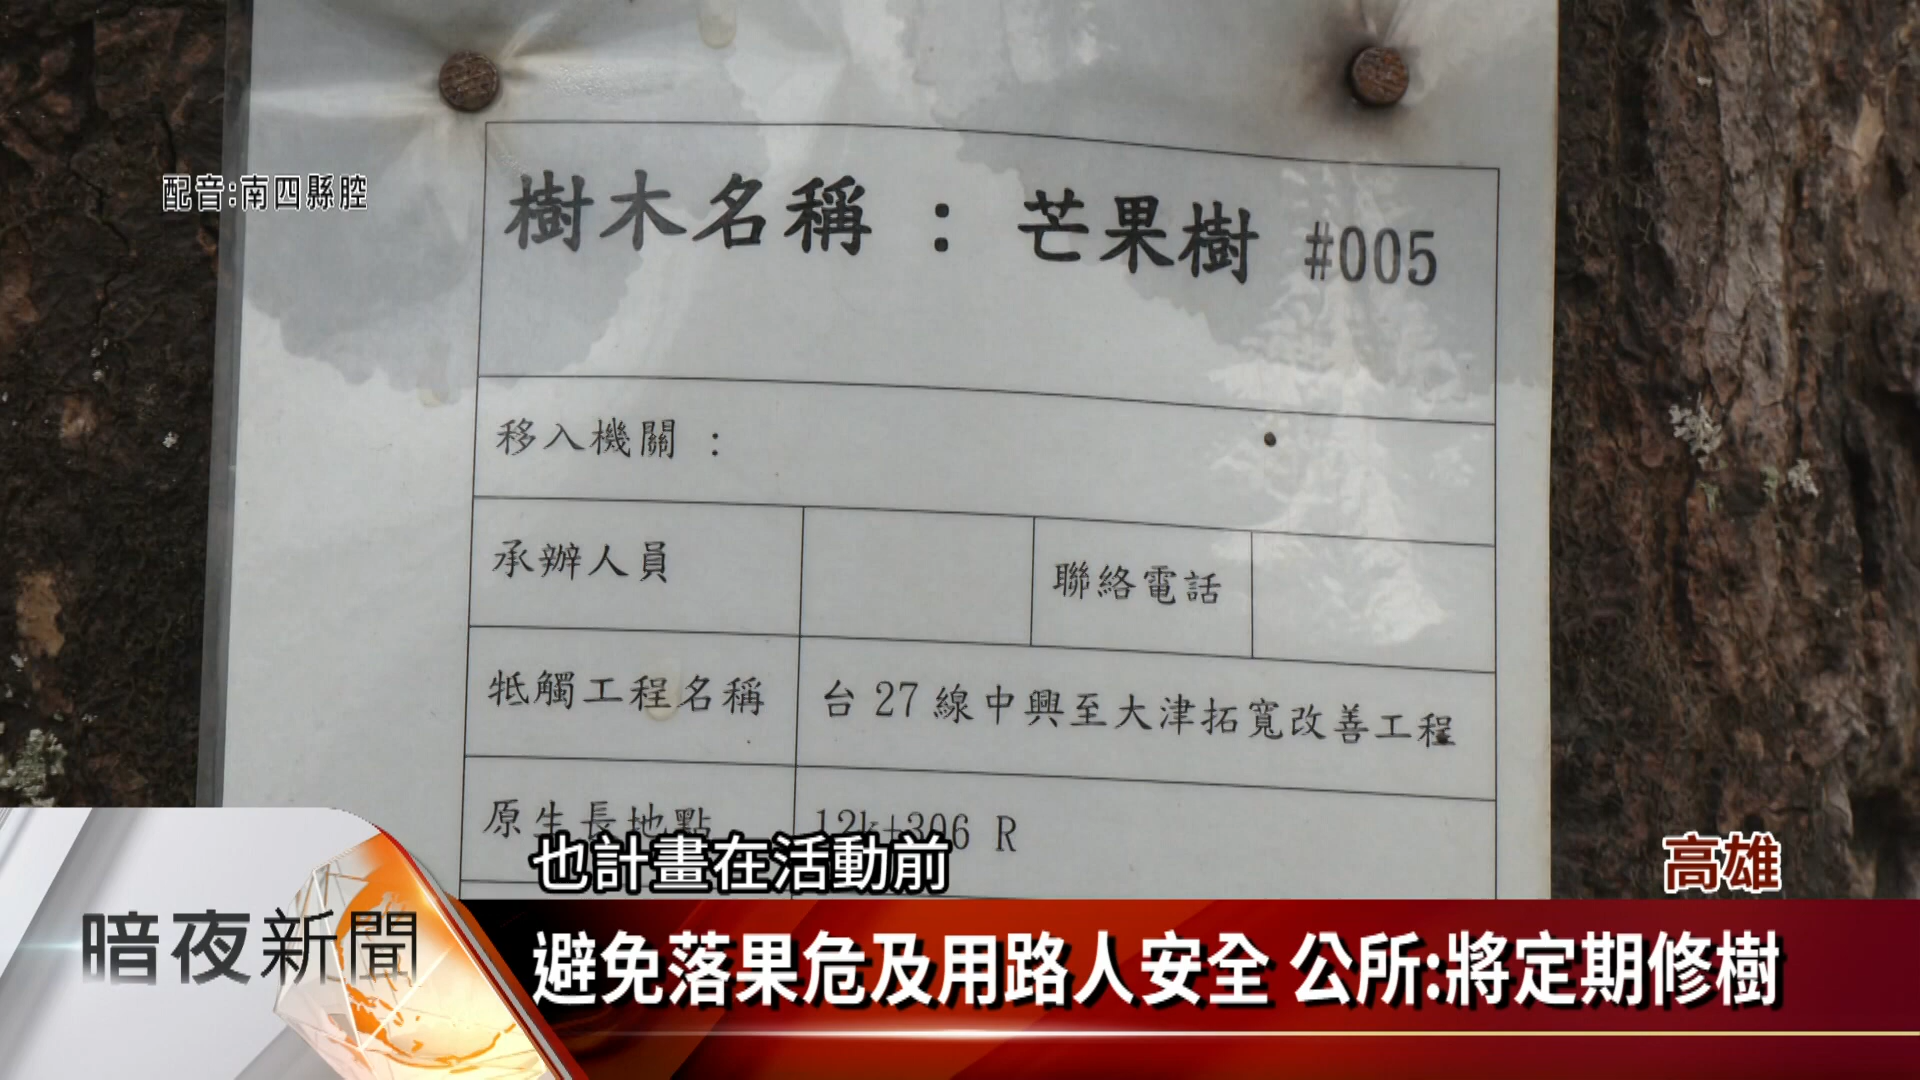 配音:南四縣腔
樹木名稱：芒果樹 #005
移入機關：
承辦人員 聯絡電話
牴觸工程名稱 台27線中興至大津拓寬改善工程
原生長地點 12k+306 R
也計畫在活動前
高雄
暗夜新聞
避免落果危及用路人安全 公所:將定期修樹